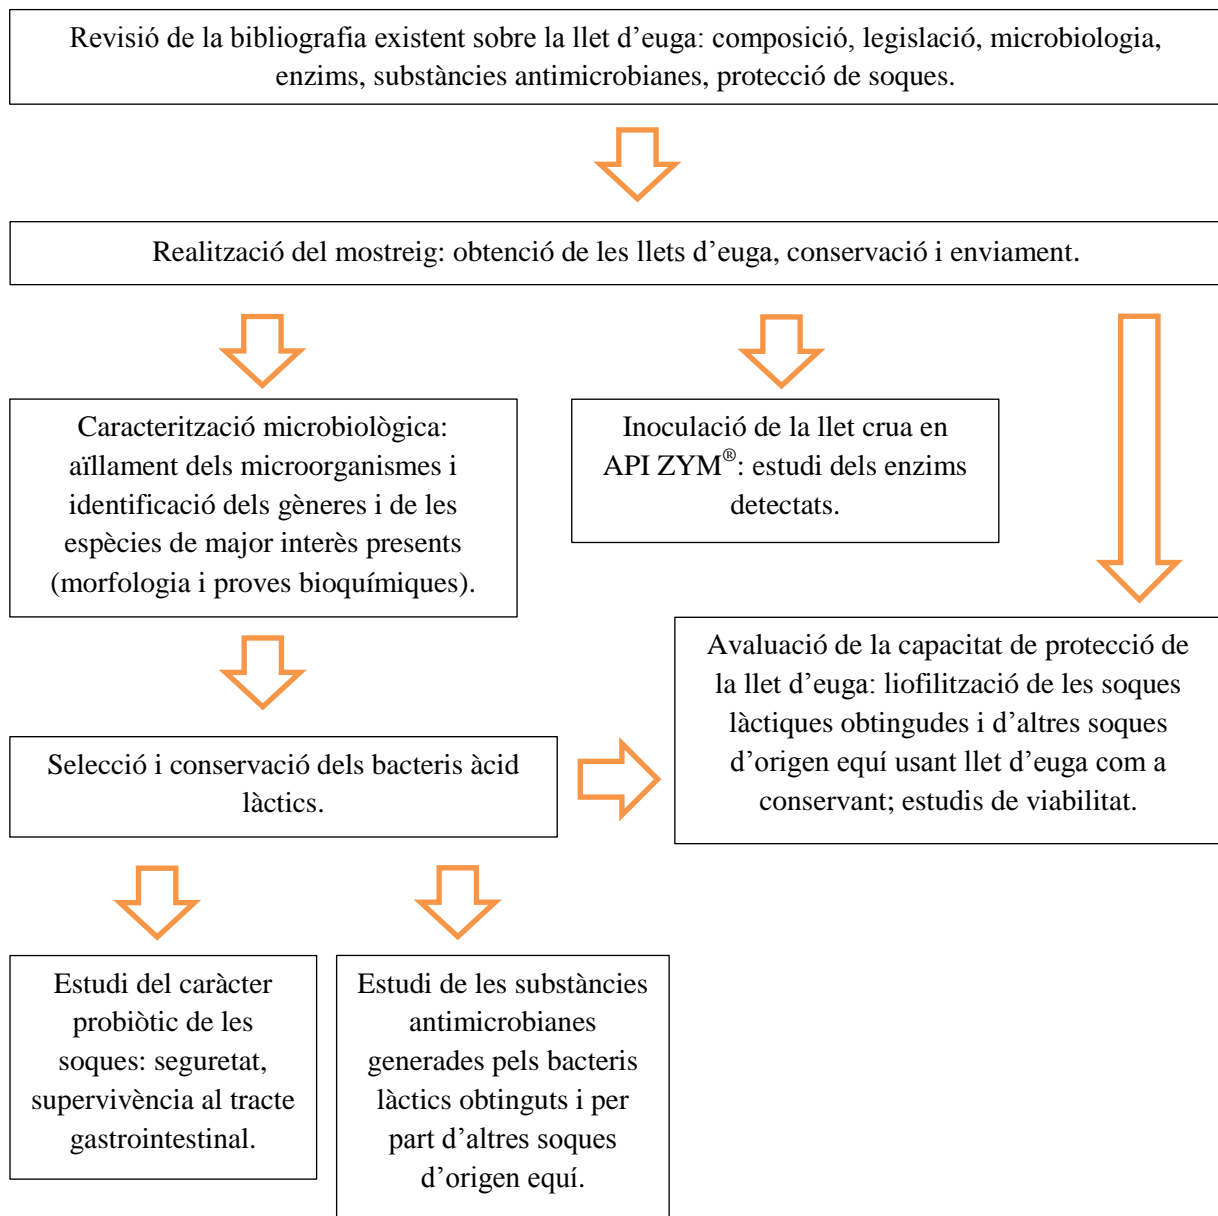 Revisió de la bibliografia existent sobre la llet d’euga: composició, legislació, microbiologia,
enzims, substàncies antimicrobianes, protecció de soques.
Realització del mostreig: obtenció de les llets d’euga, conservació i enviament.
Caracterització microbiològica:
aïllament dels microorganismes i
identificació dels gèneres i de les
espècies de major interès presents
(morfologia i proves bioquímiques).
Inoculació de la llet crua en
API ZYM®: estudi dels enzims
detectats.
Avaluació de la capacitat de protecció de
la llet d’euga: liofilització de les soques
làctiques obtingudes i d’altres soques
d’origen equí usant llet d’euga com a
conservant; estudis de viabilitat.
Selecció i conservació dels bacteris àcid
làctics.
Estudi del caràcter
probiòtic de les
soques: seguretat,
supervivència al tracte
gastrointestinal.
Estudi de les substàncies
antimicrobianes
generades pels bacteris
làctics obtinguts i per
part d’altres soques
d’origen equí.